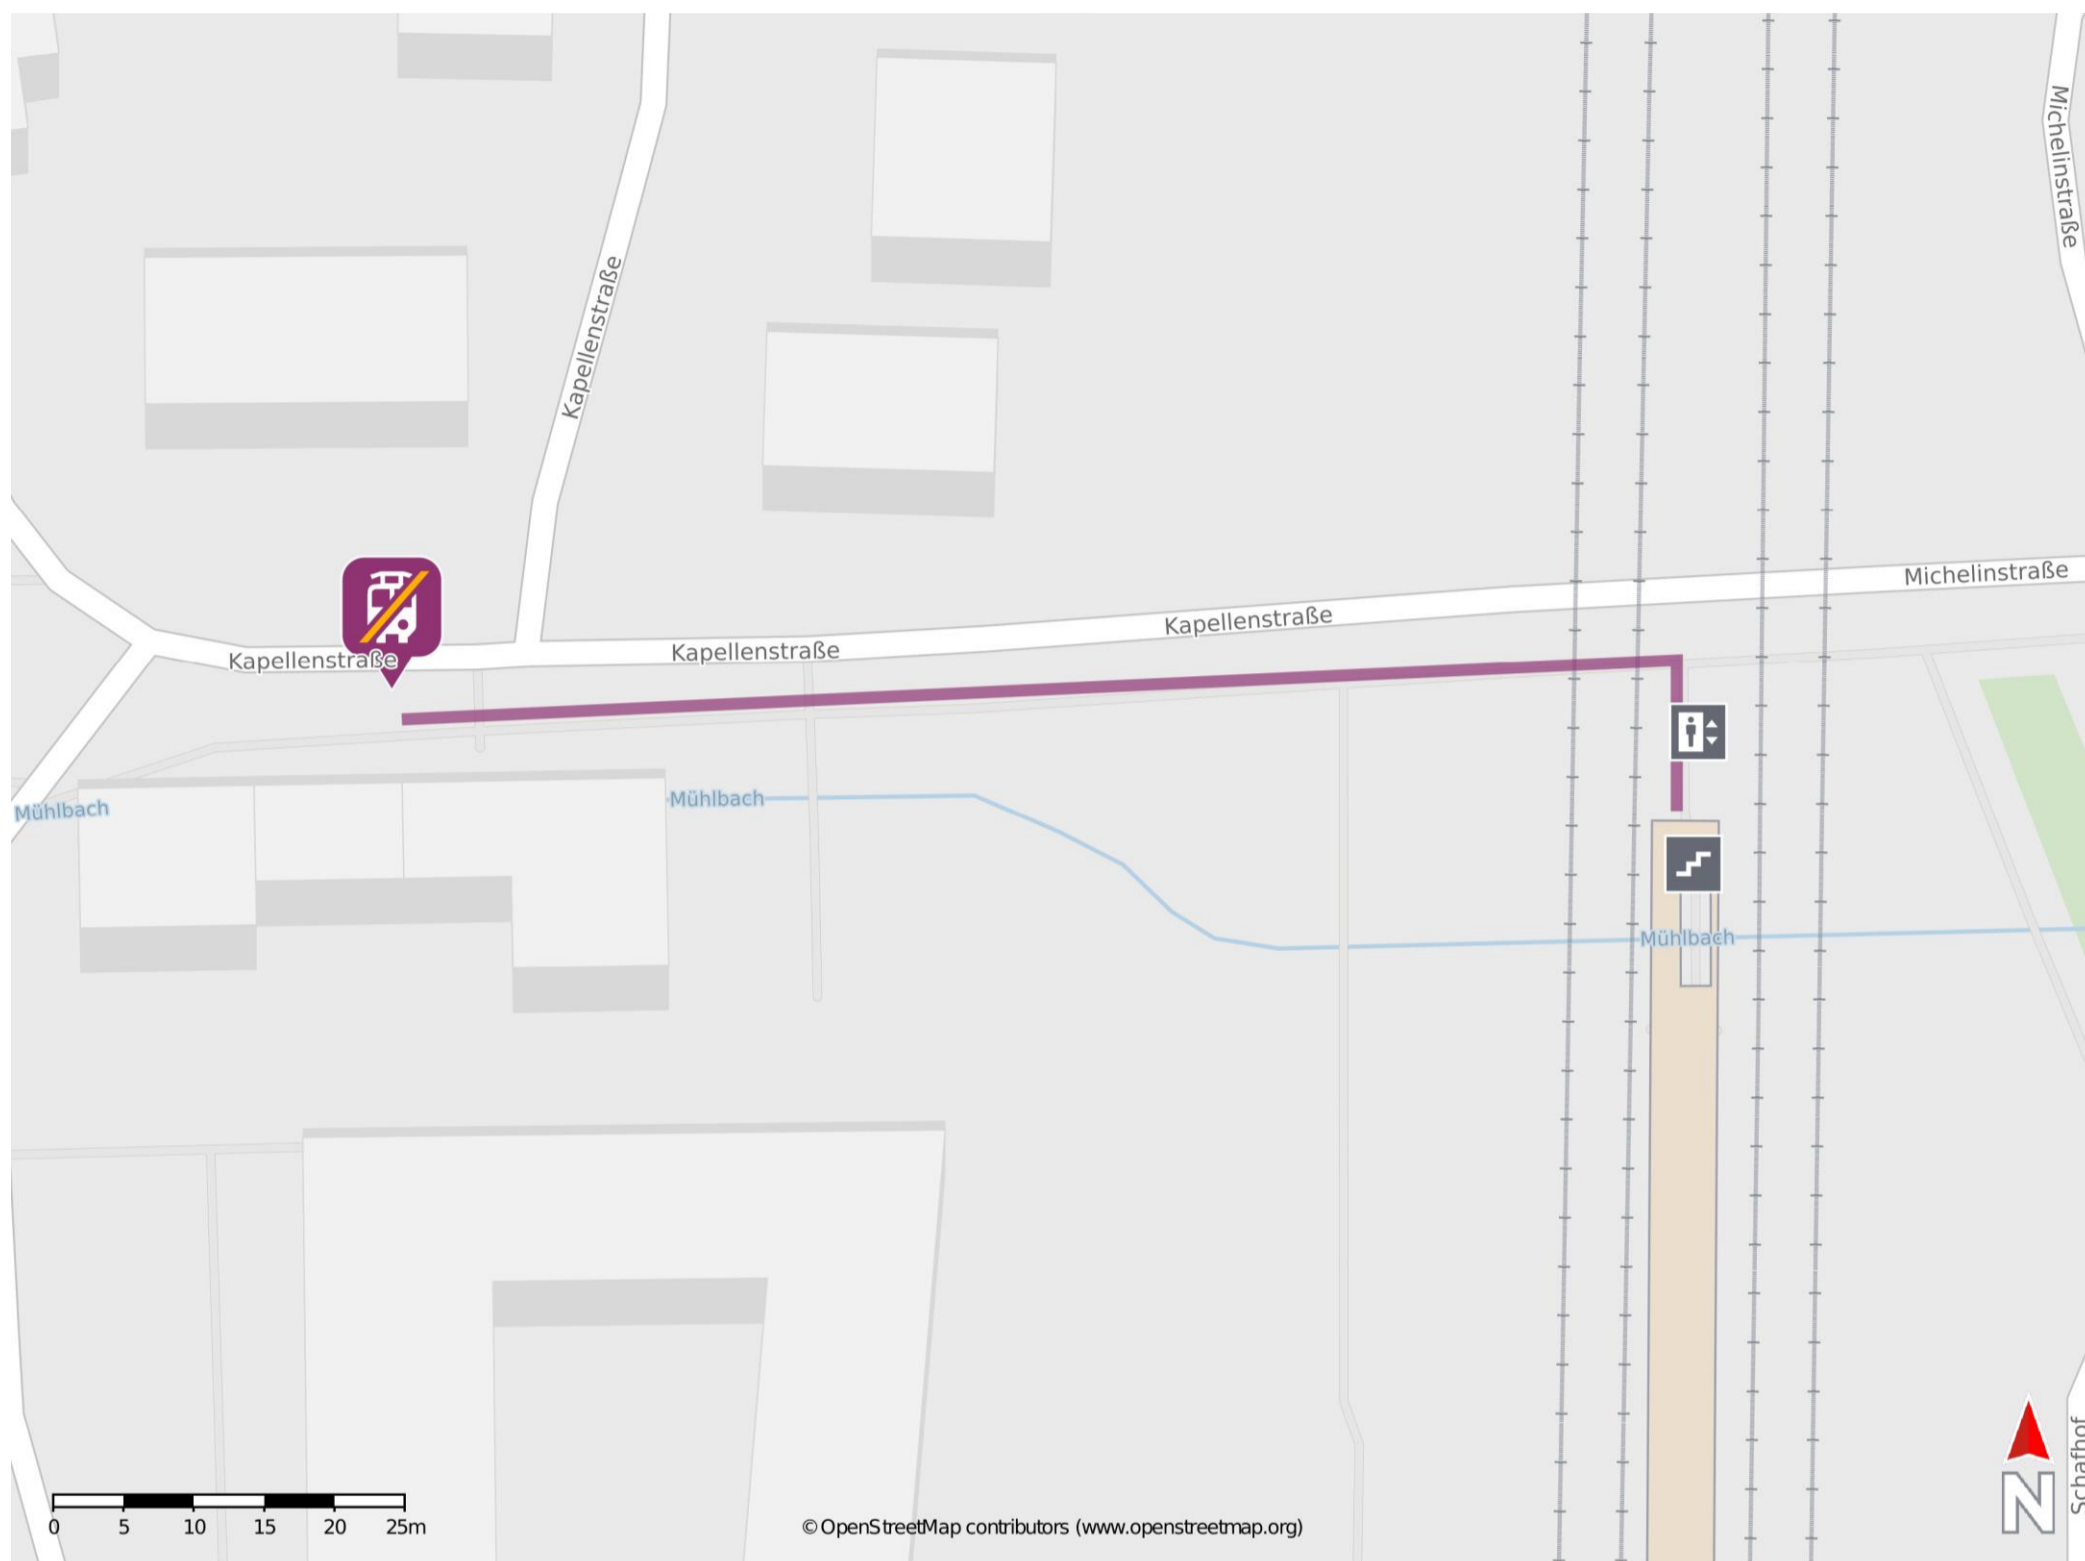 Michelinstraße
Kapellenstraße
Michelinstraße
Kapellenstraße
Kapellenstraße
Kapellenstraße
Mühlbach
Mühlbach
Mühlbach
Schafhof
0 5 10 15 20 25m
© OpenStreetMap contributors (www.openstreetmap.org)
N